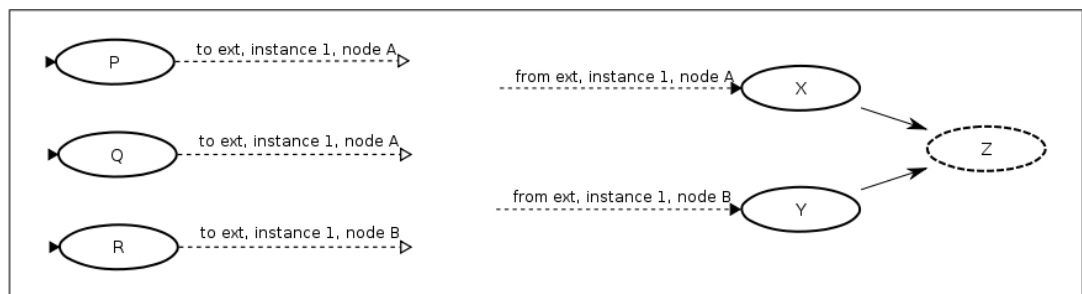 P
to ext, instance 1, node A
Q
to ext, instance 1, node A
R
to ext, instance 1, node B
from ext, instance 1, node A
X
from ext, instance 1, node B
Y
Z